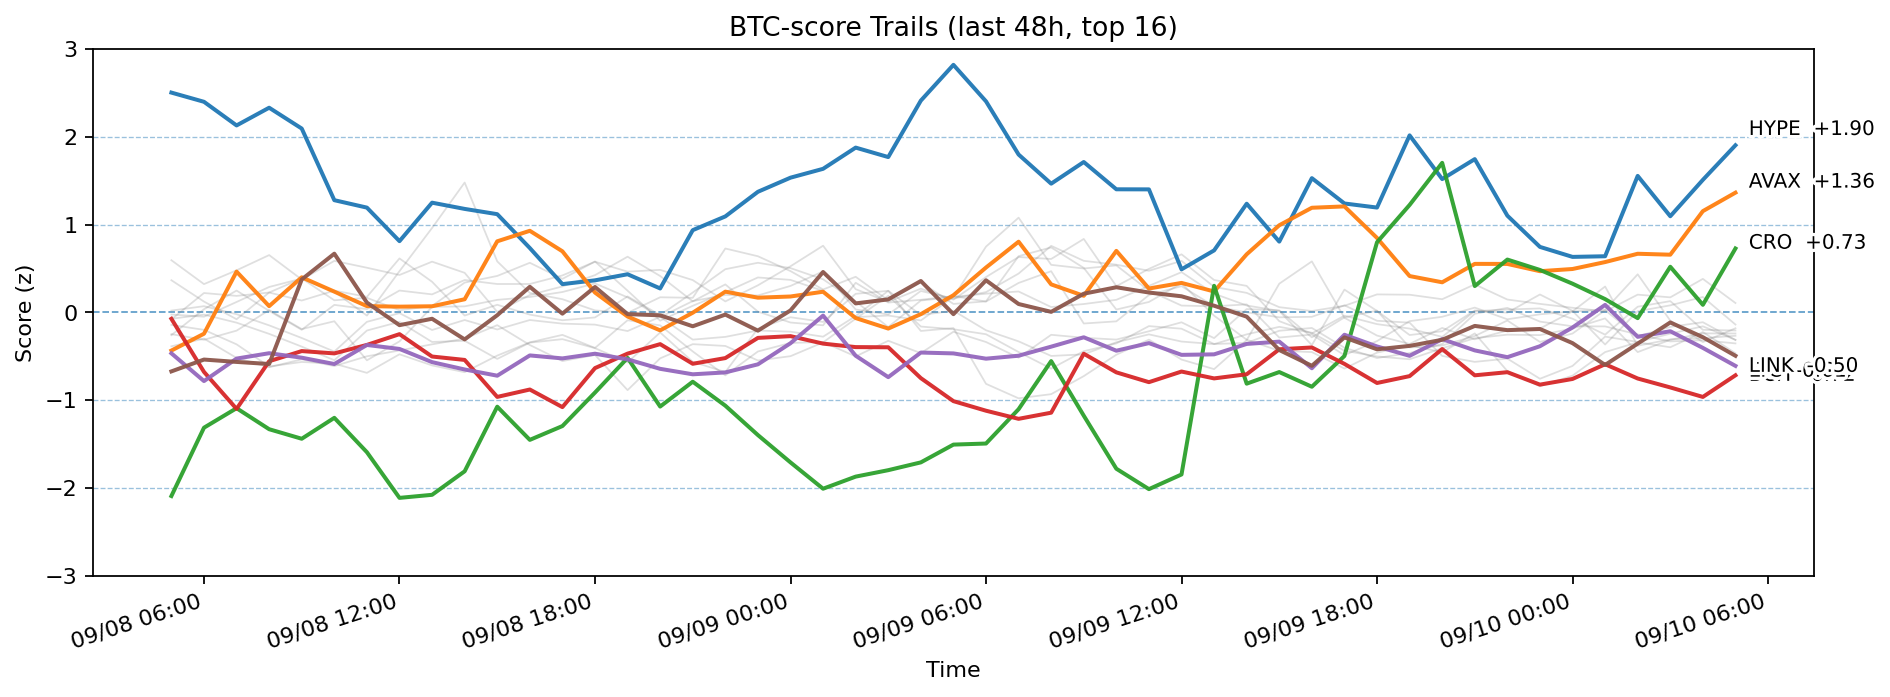 BTC-score Trails (last 48h, top 16)
Score (z)
3
2
1
0
−1
−2
−3
HYPE +1.90
AVAX +1.36
CRO +0.73
LINK -0.50
09/08 06:00
09/08 12:00
09/08 18:00
09/09 00:00
09/09 06:00
09/09 12:00
09/09 18:00
09/10 00:00
09/10 06:00
Time